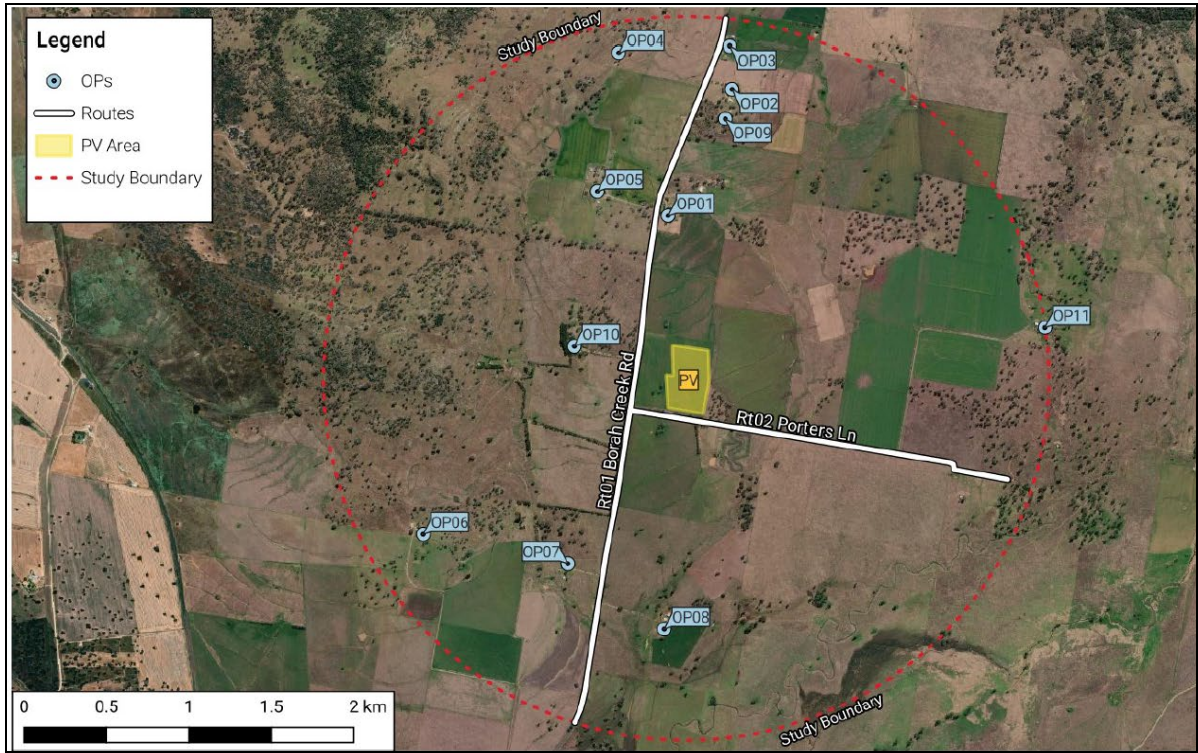 Legend
OPs
Routes
PV Area
Study Boundary
Study Boundary
OP04
OP03
OP02
OP09
OP05
OP01
OP11
OP10
PV
Rt01 Borah Creek Rd
Rt02 Porters Ln
OP06
OP07
OP08
Study Boundary
0 0.5 1 1.5 2 km